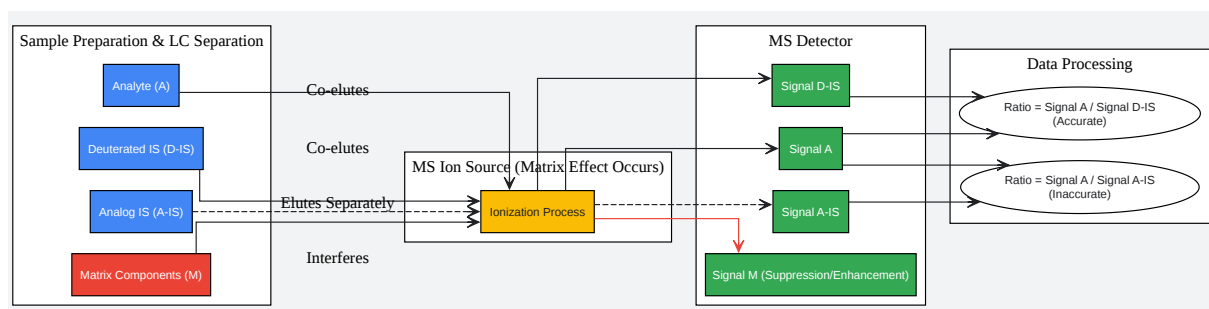 Sample Preparation & LC Separation
Analyte (A)
Deuterated IS (D-IS)
Analog IS (A-IS)
Matrix Components (M)
Co-elutes
Co-elutes
Elutes Separately
Interferes
MS Ion Source (Matrix Effect Occurs)
Ionization Process
MS Detector
Signal D-IS
Signal A
Signal A-IS
Signal M (Suppression/Enhancement)
Data Processing
Ratio = Signal A / Signal D-IS
(Accurate)
Ratio = Signal A / Signal A-IS
(Inaccurate)